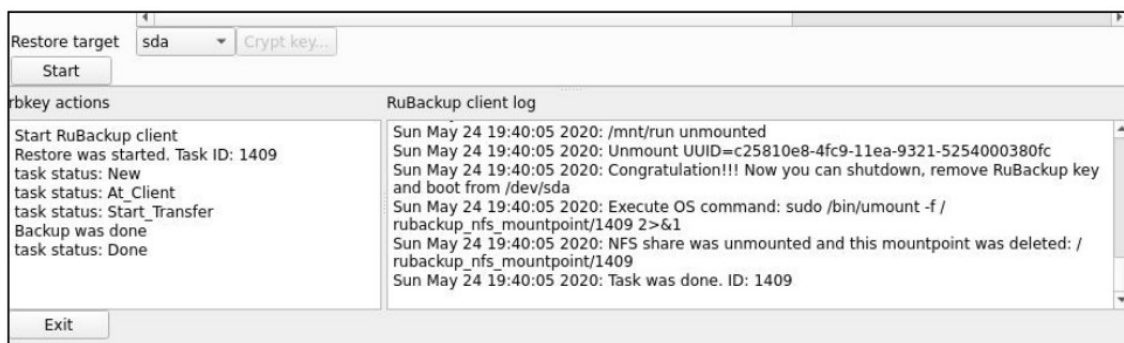 Restore target sda Crypt key...
Start
rbkey actions
Start RuBackup client
Restore was started. Task ID: 1409
task status: New
task status: At_Client
task status: Start_Transfer
Backup was done
task status: Done
RuBackup client log
Sun May 24 19:40:05 2020: /mnt/run unmounted
Sun May 24 19:40:05 2020: Unmount UUID=c25810e8-4fc9-11ea-9321-5254000380fc
Sun May 24 19:40:05 2020: Congratulation!!! Now you can shutdown, remove RuBackup key
and boot from /dev/sda
Sun May 24 19:40:05 2020: Execute OS command: sudo /bin/umount -f /
rubackup_nfs_mountpoint/1409 2>&1
Sun May 24 19:40:05 2020: NFS share was unmounted and this mountpoint was deleted: /
rubackup_nfs_mountpoint/1409
Sun May 24 19:40:05 2020: Task was done. ID: 1409
Exit